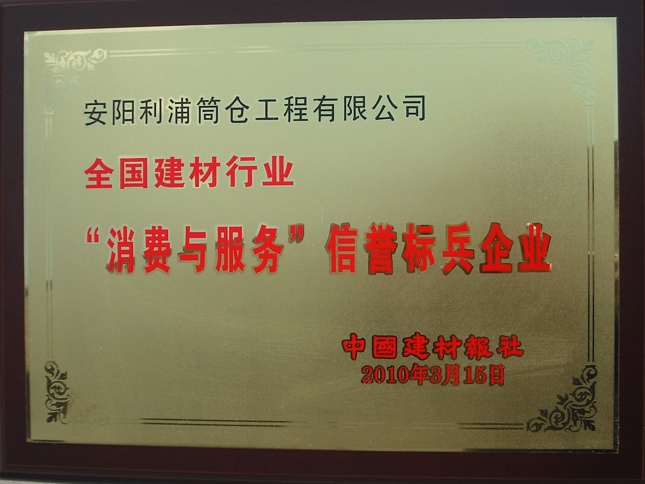 安阳利浦筒仓工程有限公司
全国建材行业
“消费与服务”信誉标兵企业
中國建材報社
2010年3月15日